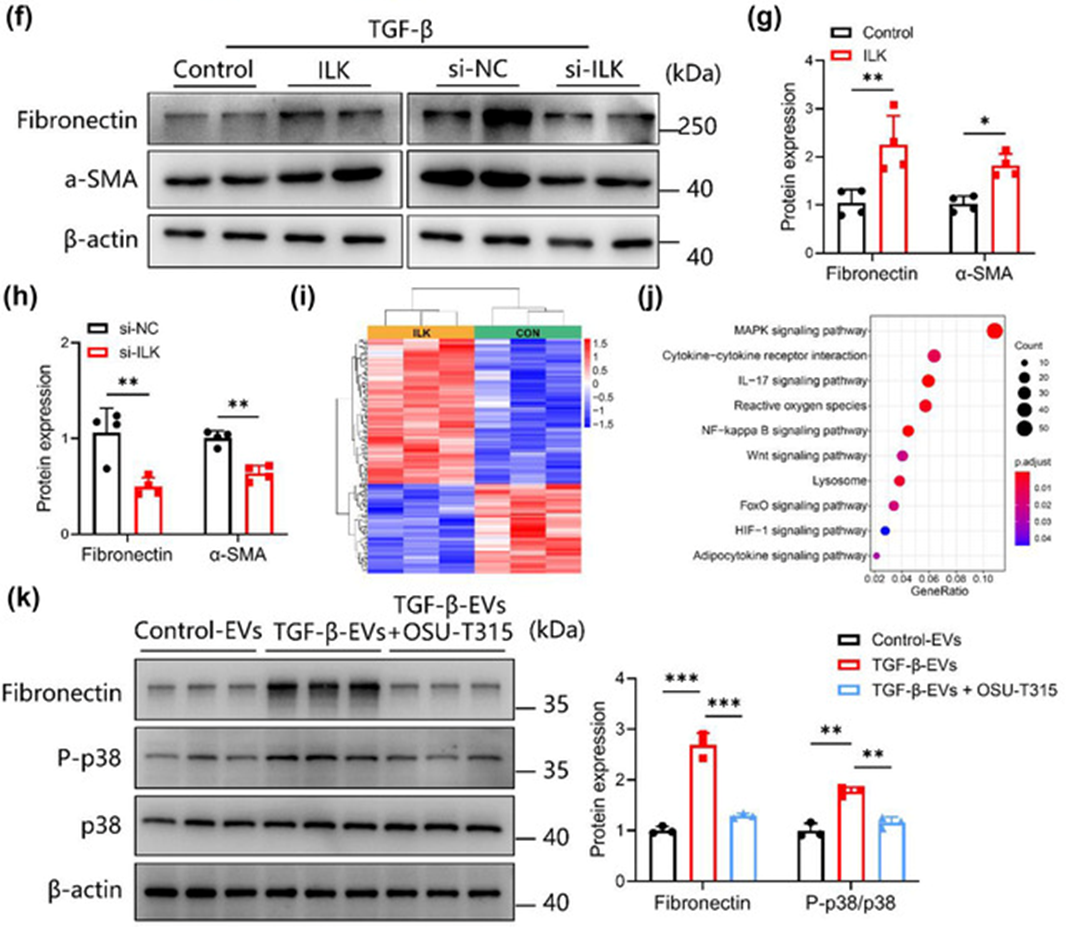 (f)
TGF-β
Control ILK si-NC si-ILK (kDa)
Fibronectin
250
a-SMA
40
β-actin
40
(g)
Control
ILK
Protein expression
4
3
2
1
0
** *
Fibronectin α-SMA
(h)
si-NC
si-ILK
Protein expression
2
1
0
** **
Fibronectin α-SMA
(i)
ILK CON
1.5
1
0.5
0
−0.5
−1
−1.5
(j)
MAPK signaling pathway
Cytokine−cytokine receptor interaction
IL−17 signaling pathway
Reactive oxygen species
NF−kappa B signaling pathway
Wnt signaling pathway
Lysosome
FoxO signaling pathway
HIF−1 signaling pathway
Adipocytokine signaling pathway
0.02 0.04 0.06 0.08 0.10
GeneRatio
Count
10
20
30
40
50
p.adjust
0.01
0.02
0.03
0.04
(k)
Control-EVs TGF-β-EVs TGF-β-EVs
+OSU-T315 (kDa)
Fibronectin
35
P-p38
35
p38
40
β-actin
40
Control-EVs
TGF-β-EVs
TGF-β-EVs + OSU-T315
Protein expression
4
3
2
1
0
*** *** ** **
Fibronectin P-p38/p38